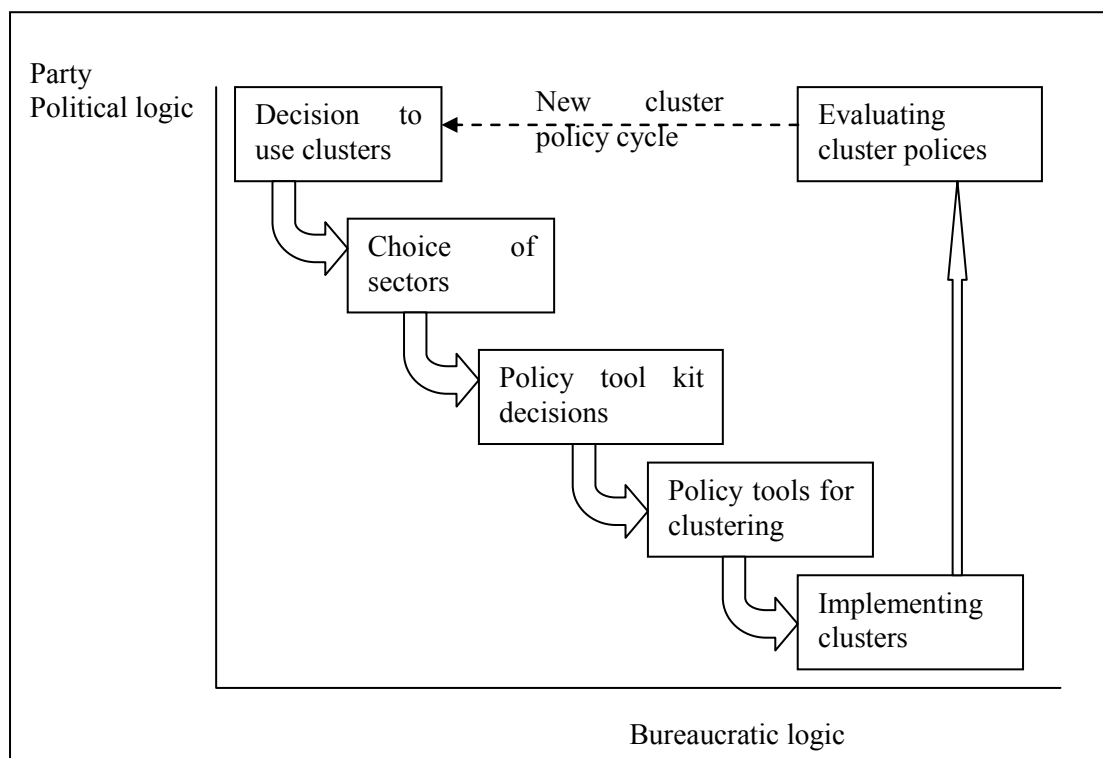 Party
Political logic
Decision to
use clusters
New cluster
policy cycle
Evaluating
cluster polices
Choice of
sectors
Policy tool kit
decisions
Policy tools for
clustering
Implementing
clusters
Bureaucratic logic